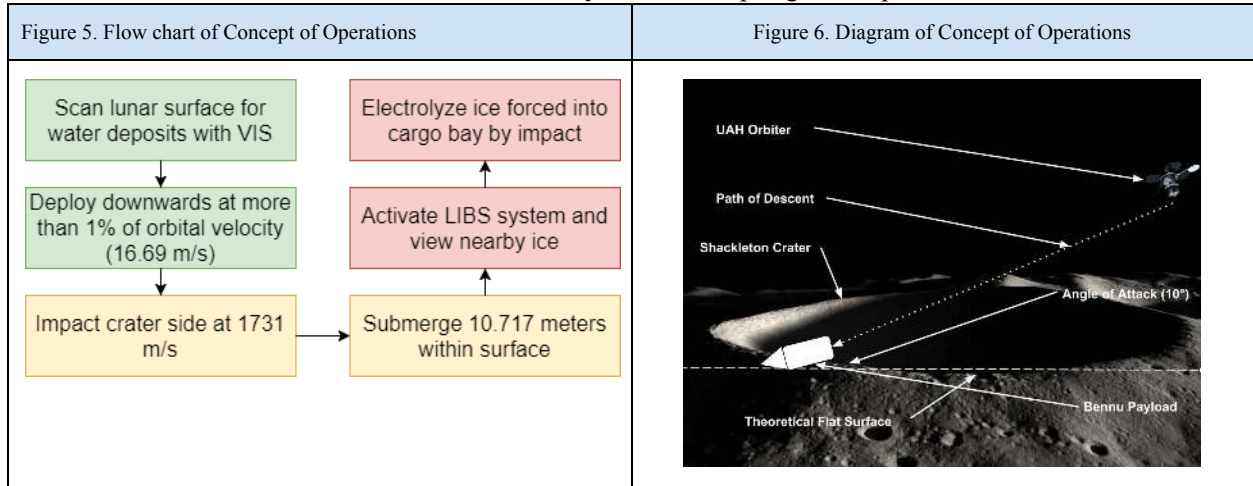 Figure 5. Flow chart of Concept of Operations
Figure 6. Diagram of Concept of Operations
Scan lunar surface for
water deposits with VIS
Deploy downwards at more
than 1% of orbital velocity
(16.69 m/s)
Impact crater side at 1731
m/s
Submerge 10.717 meters
within surface
Activate LIBS system and
view nearby ice
Electrolyze ice forced into
cargo bay by impact
UAH Orbiter
Path of Descent
Shackleton Crater
Angle of Attack (10°)
Bennu Payload
Theoretical Flat Surface